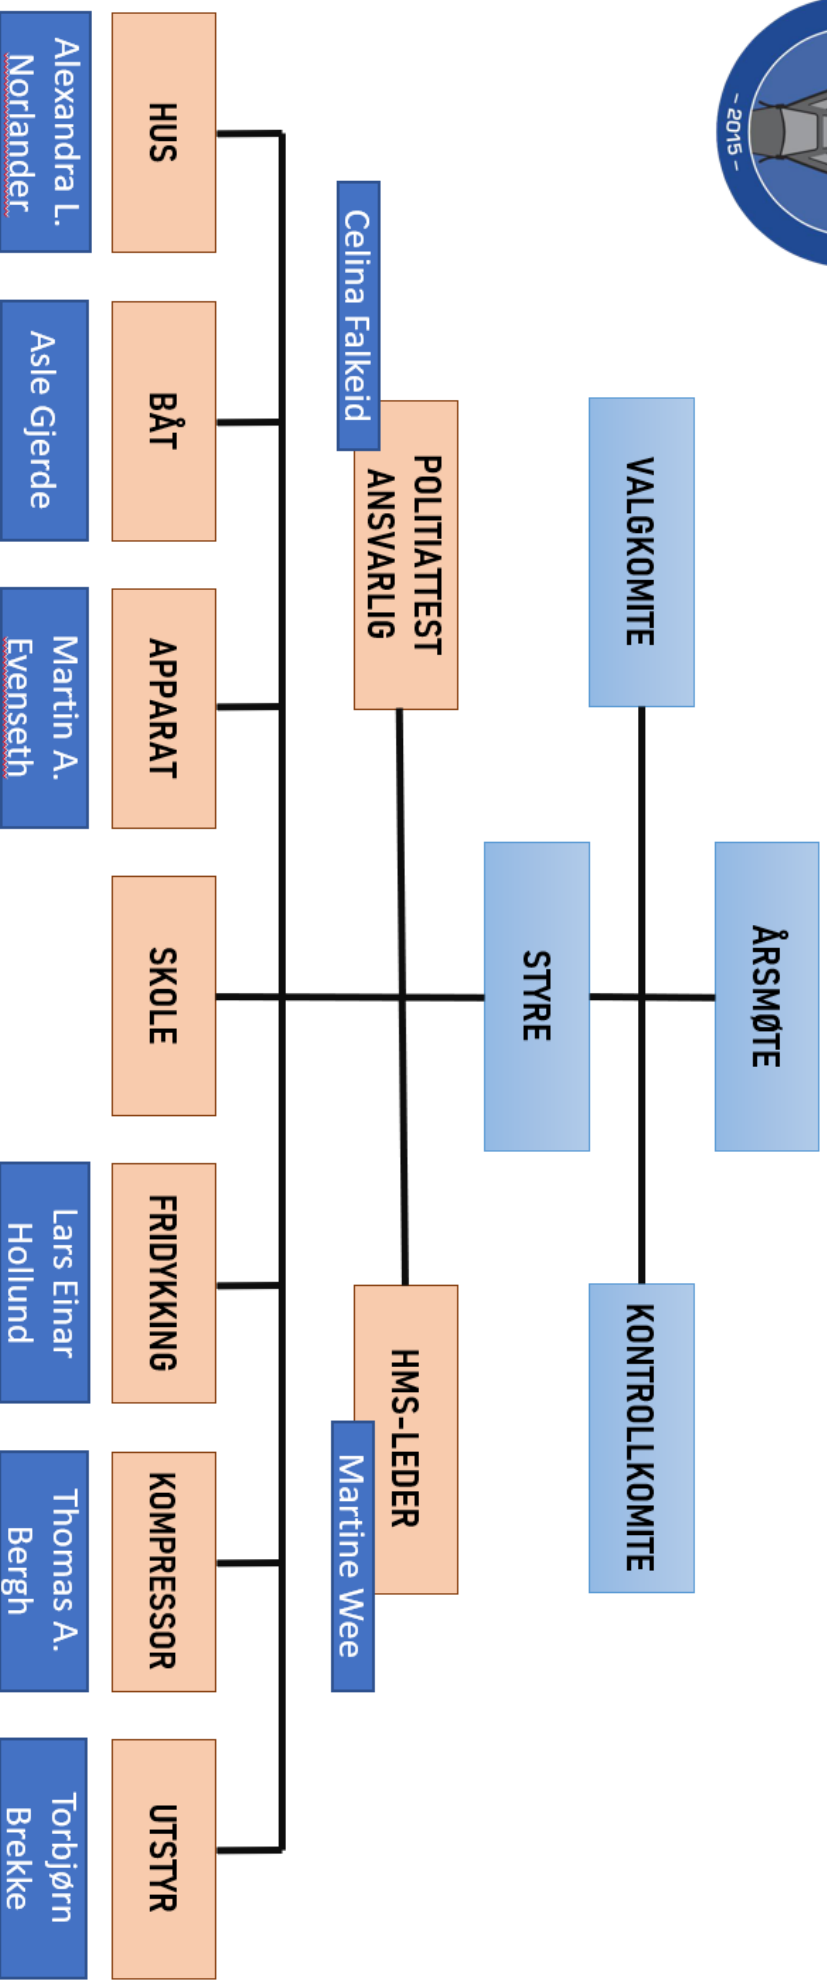 - 2015 -
ÅRSMØTE
VALGKOMITE
KONTROLLKOMITE
STYRE
POLITIATTEST
ANSVARLIG
Celina Falkeid
HMS-LEDER
Martine Wee
HUS
BÅT
APPARAT
SKOLE
FRIDYKKING
KOMPRESSOR
UTSTYR
Alexandra L.
Norlander
Asle Gjerde
Martin A.
Evenseth
Lars Einar
Hollund
Thomas A.
Bergh
Torbjørn
Brekke